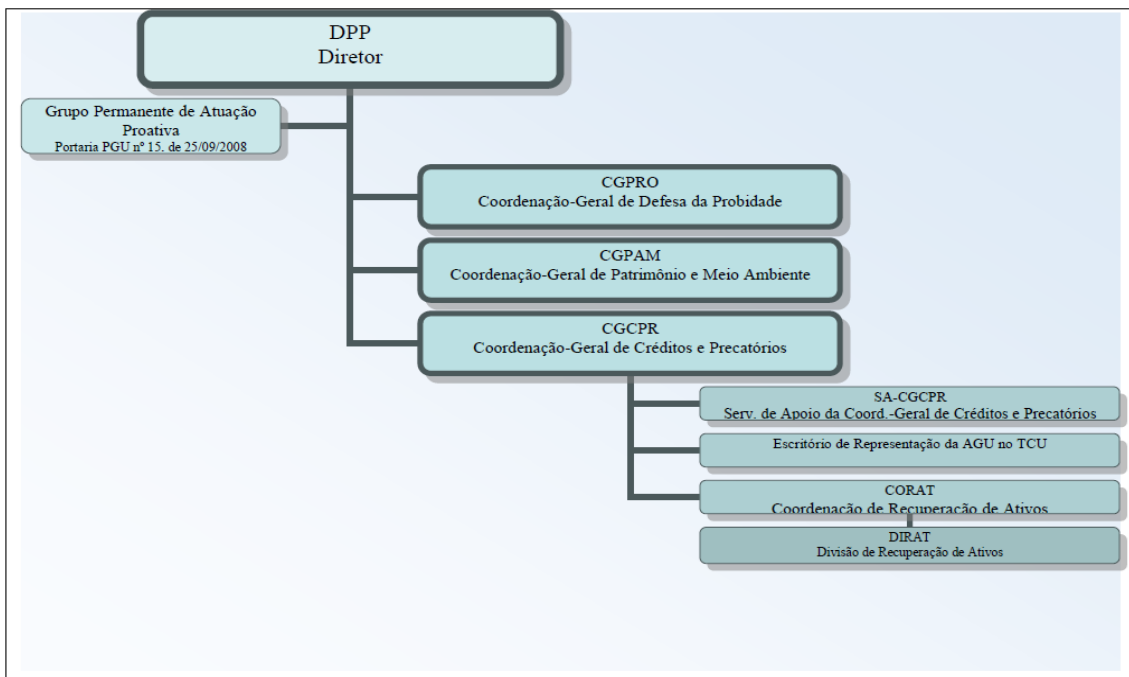 DPP
Diretor
Grupo Permanente de Atuação
Proativa
Portaria PGU nº 15. de 25/09/2008
CGPRO
Coordenação-Geral de Defesa da Probidade
CGPAM
Coordenação-Geral de Patrimônio e Meio Ambiente
CGCPR
Coordenação-Geral de Créditos e Precatórios
SA-CGCPR
Serv. de Apoio da Coord.-Geral de Créditos e Precatórios
Escritório de Representação da AGU no TCU
CORAT
Coordenação de Recuperação de Ativos
DIRAT
Divisão de Recuperação de Ativos